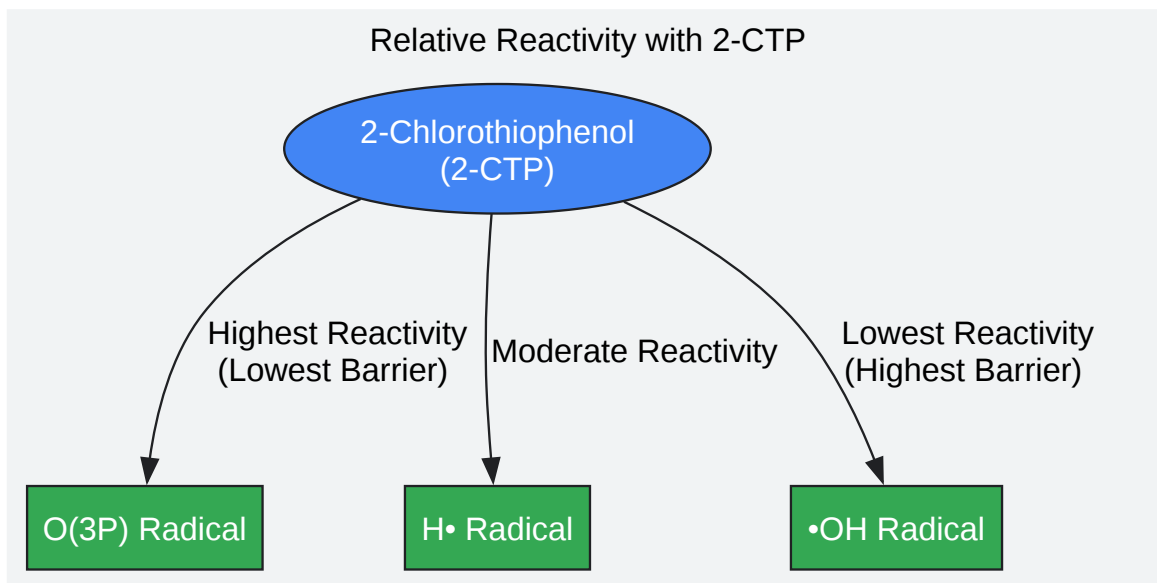 Relative Reactivity with 2-CTP
2-Chlorothiophenol
(2-CTP)
Highest Reactivity
(Lowest Barrier)
Moderate Reactivity
Lowest Reactivity
(Highest Barrier)
O(3P) Radical
H• Radical
•OH Radical